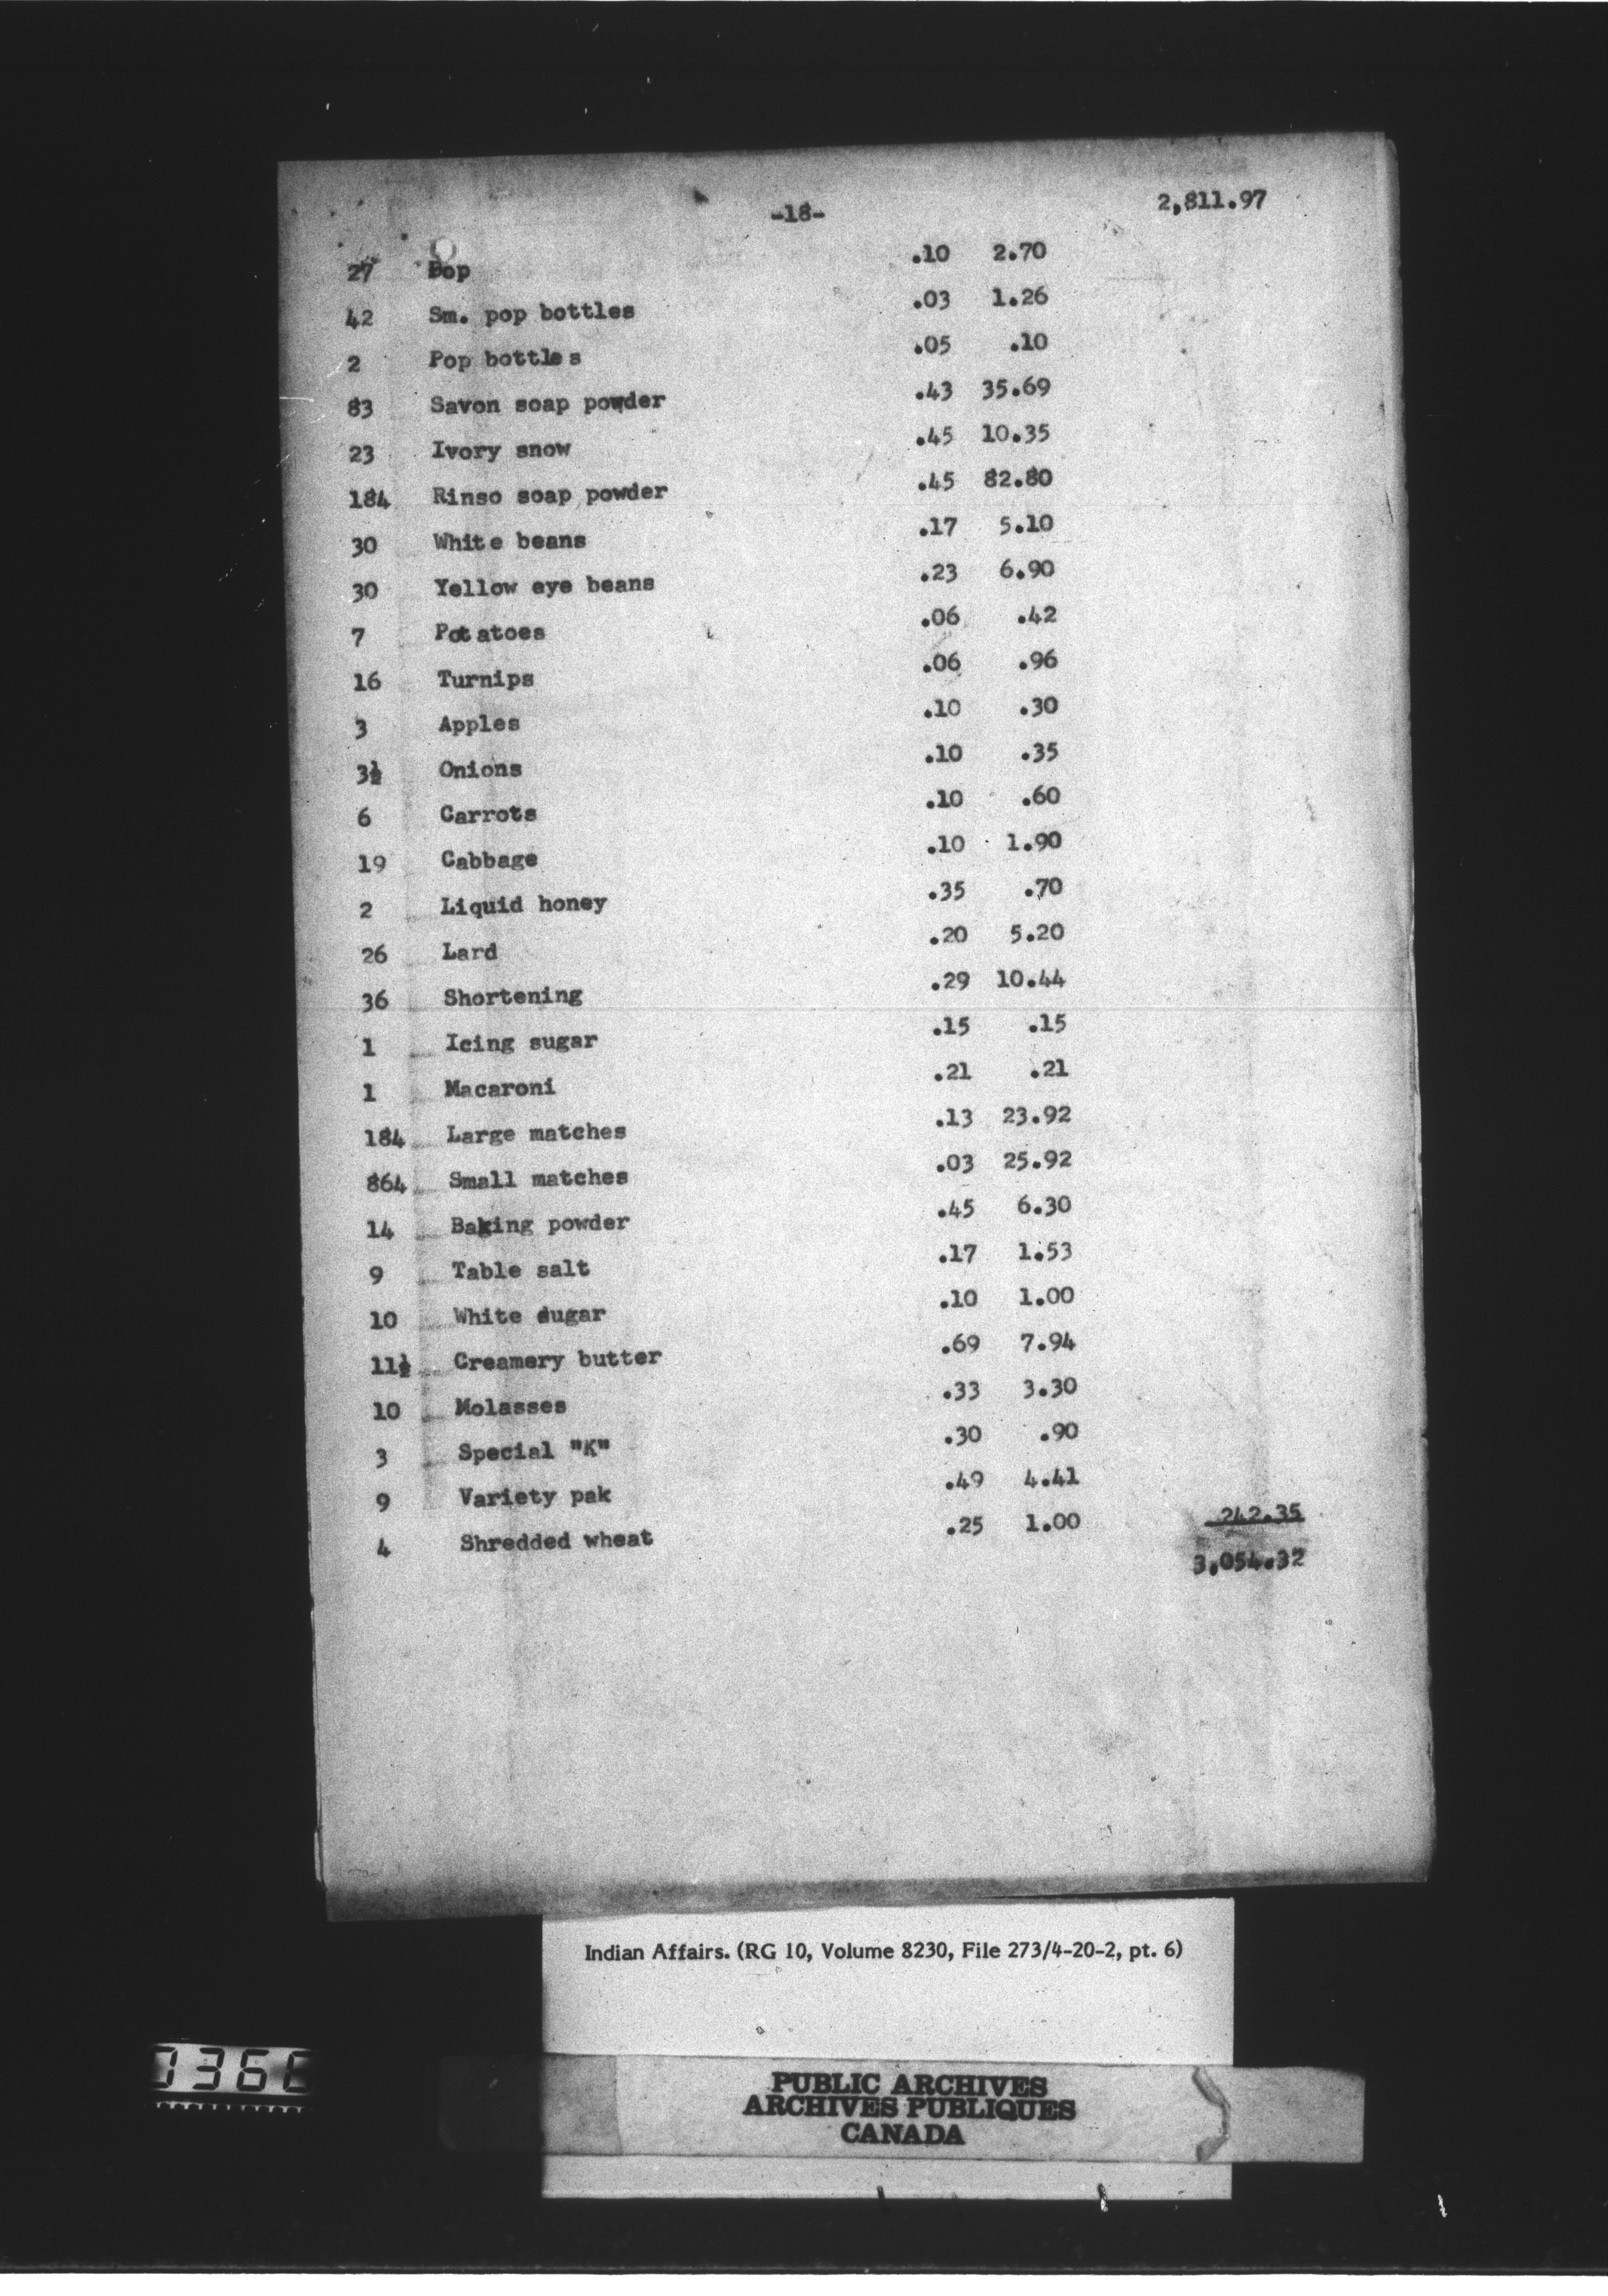 -18- 2,811.97
27 Pop .10 2.70
42 Sm. pop bottles .03 1.26
2 Pop bottles .05 .10
83 Savon soap powder .43 35.69
23 Ivory snow .45 10.35
184 Rinso soap powder .45 82.80
30 White beans .17 5.10
30 Yellow eye beans .23 6.90
7 Potatoes .06 .42
16 Turnips .06 .96
3 Apples .10 .30
3½ Onions .10 .35
6 Carrots .10 .60
19 Cabbage .10 1.90
2 Liquid honey .35 .70
26 Lard .20 5.20
36 Shortening .29 10.44
1 Icing sugar .15 .15
1 Macaroni .21 .21
184 Large matches .13 23.92
864 Small matches .03 25.92
14 Baking powder .45 6.30
9 Table salt .17 1.53
10 White dugar .10 1.00
11½ Creamery butter .69 7.94
10 Molasses .33 3.30
3 Special "K" .30 .90
9 Variety pak .49 4.41
4 Shredded wheat .25 1.00 242.35
3,054.32
Indian Affairs. (RG 10, Volume 8230, File 273/4-20-2, pt. 6)
PUBLIC ARCHIVES
ARCHIVES PUBLIQUES
CANADA